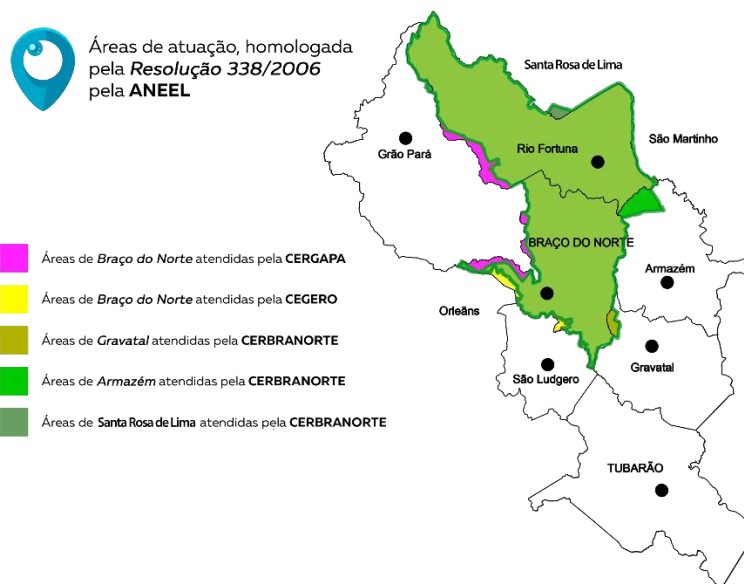 Áreas de atuação, homologada
pela Resolução 338/2006
pela ANEEL
Santa Rosa de Lima
São Martinho
Rio Fortuna
Grão Pará
BRAÇO DO NORTE
Armazém
Orleãns
Gravatal
São Ludgero
TUBARÃO
Áreas de Braço do Norte atendidas pela CERGAPA
Áreas de Braço do Norte atendidas pela CEGERO
Áreas de Gravatal atendidas pela CERBRANORTE
Áreas de Armazém atendidas pela CERBRANORTE
Áreas de Santa Rosa de Lima atendidas pela CERBRANORTE